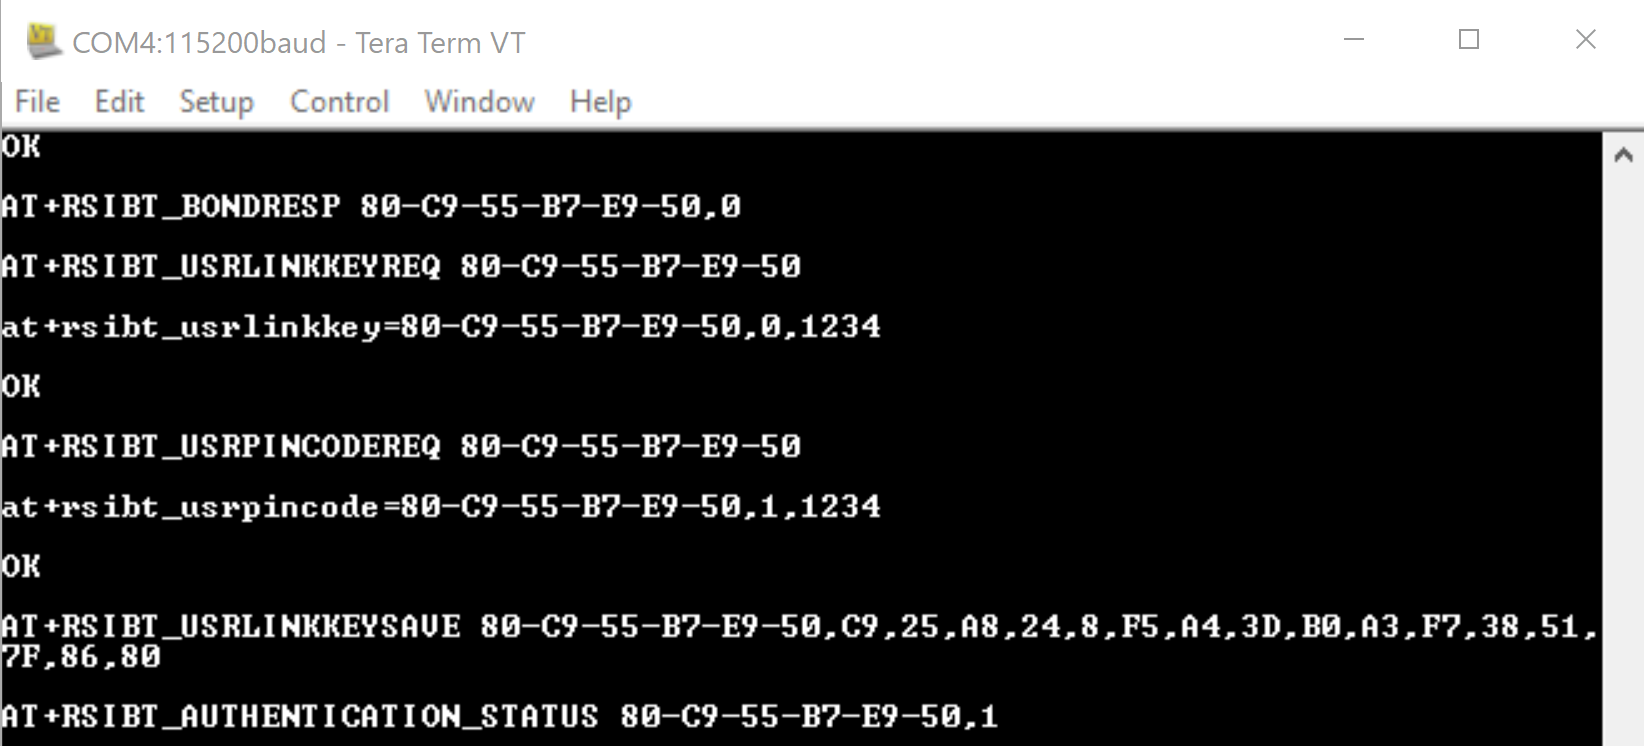 COM4:115200baud - Tera Term VT
File Edit Setup Control Window Help
OK
AT+RSIBT_BONDRESP 80-C9-55-B7-E9-50,0
AT+RSIBT_USRLINKKEYREQ 80-C9-55-B7-E9-50
at+rsibt_usrlinkkey=80-C9-55-B7-E9-50,0,1234
OK
AT+RSIBT_USRPINCODEREQ 80-C9-55-B7-E9-50
at+rsibt_usrpincode=80-C9-55-B7-E9-50,1,1234
OK
AT+RSIBT_USRLINKKEYSAVE 80-C9-55-B7-E9-50,C9,25,A8,24,8,F5,A4,3D,B0,A3,F7,38,51,
7F,86,80
AT+RSIBT_AUTHENTICATION_STATUS 80-C9-55-B7-E9-50,1